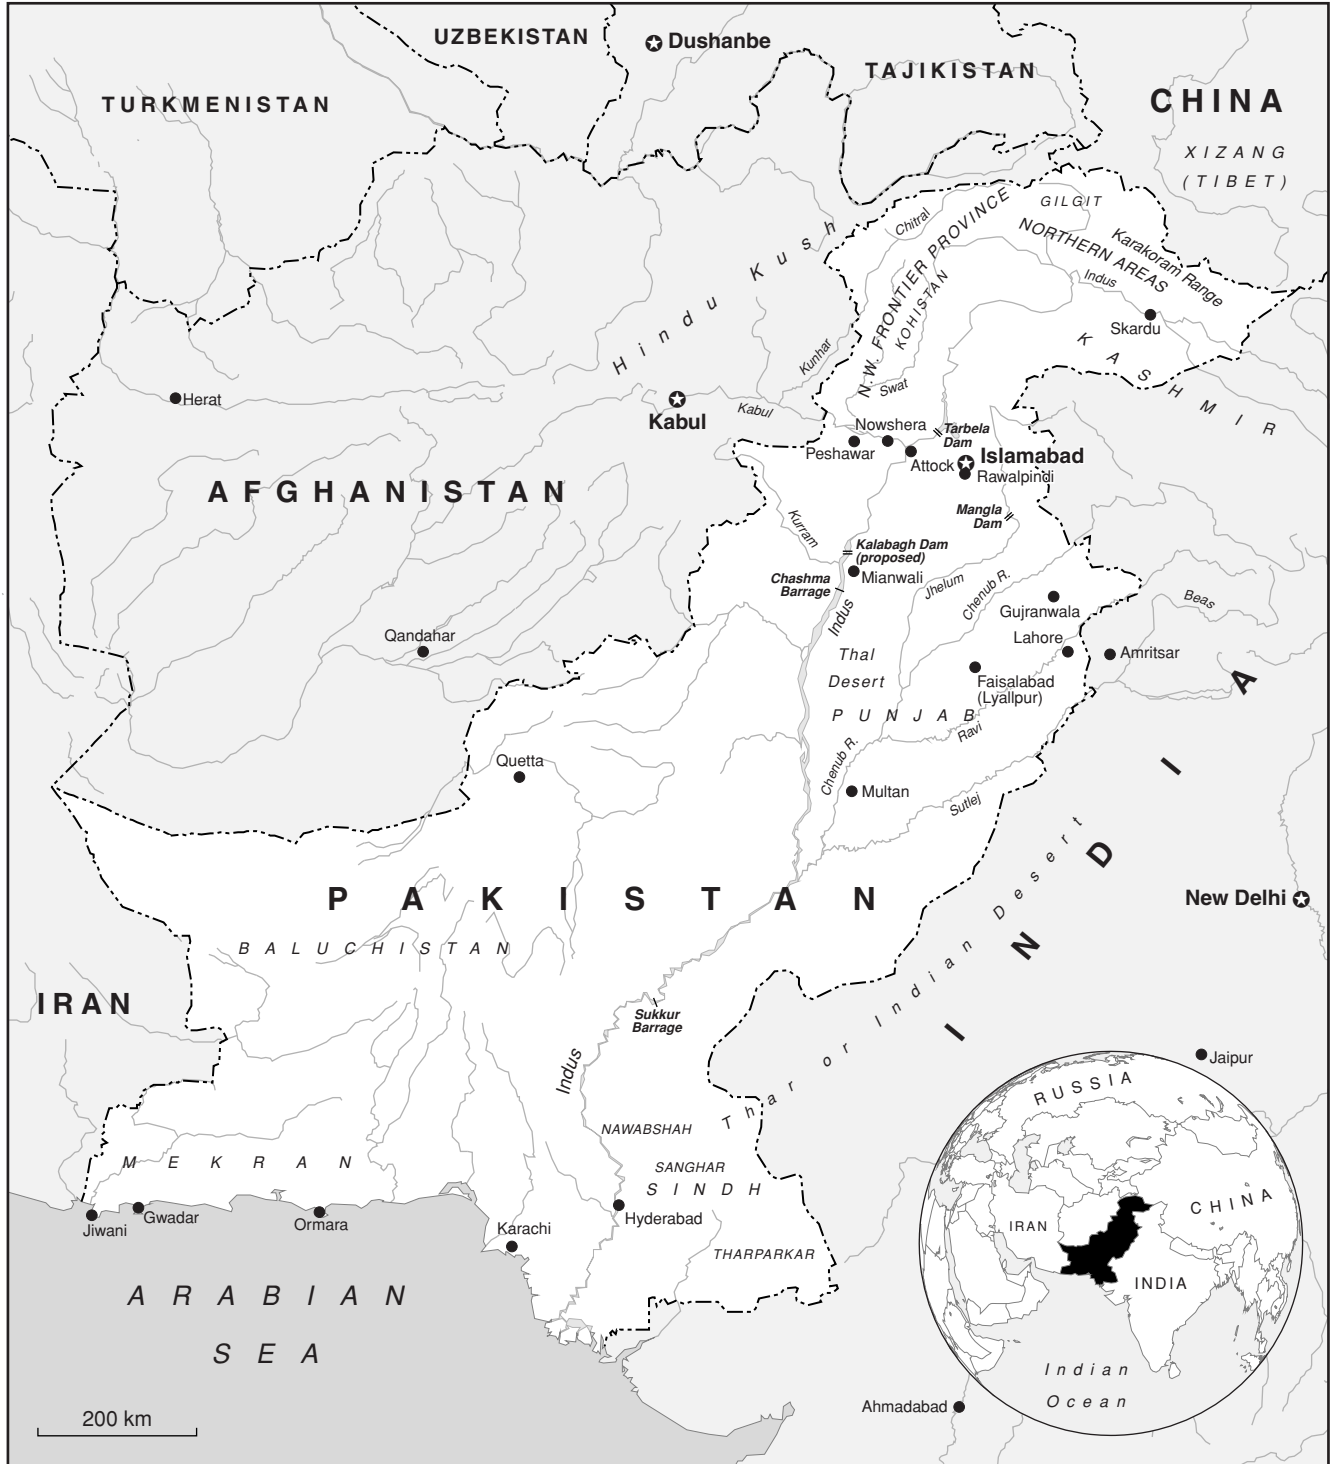 UZBEKISTAN
Dushanbe
TAJIKISTAN
TURKMENISTAN
CHINA
XIZANG
(TIBET)
GILGIT
Chitral
N.W. FRONTIER PROVINCE
NORTHERN AREAS
Karakoram Range
Hindu Kush
KOHISTAN
Indus
Skardu
KASHMIR
Kunhar
Swat
Herat
Kabul
Kabul
Nowshera
Tarbela
Dam
Peshawar
Attock
Islamabad
Rawalpindi
AFGHANISTAN
Kurram
Mangla
Dam
Kalabagh Dam
(proposed)
Mianwali
Chashma
Barrage
Jhelum
Chenub R.
Indus
Gujranwala
Beas
Lahore
Amritsar
Qandahar
Thal
Desert
Faisalabad
(Lyallpur)
PUNJAB
Ravi
INDIA
Quetta
Chenub R.
Multan
Sutlej
Thar or Indian Desert
PAKISTAN
New Delhi
BALUCHISTAN
IRAN
Sukkur
Barrage
Indus
Jaipur
RUSSIA
NAWABSHAH
MEKRAN
SANGHAR
SINDH
CHINA
Jiwani
Gwadar
Ormara
Karachi
Hyderabad
IRAN
THARPARKAR
INDIA
ARABIAN
SEA
Indian
Ocean
Ahmadabad
200 km